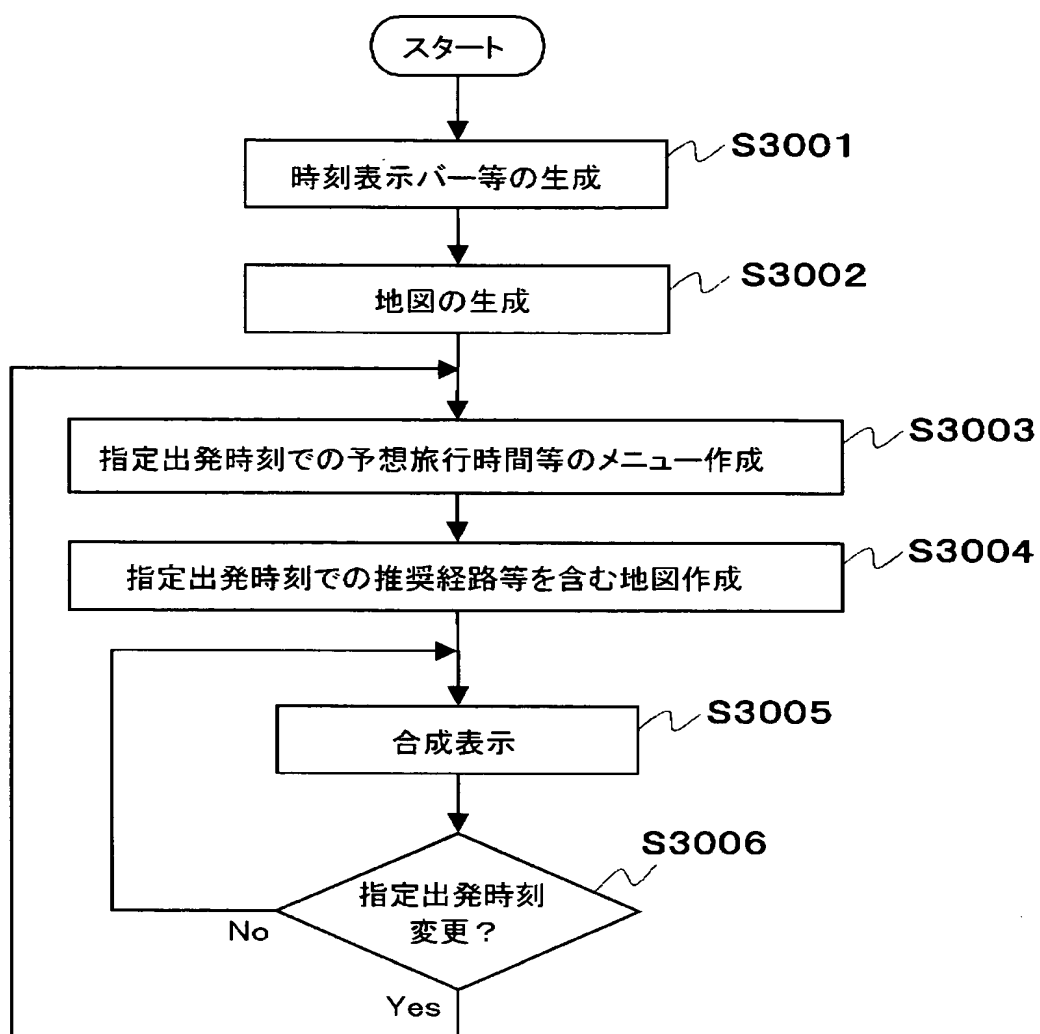 スタート
S3001
時刻表示バー等の生成
S3002
地図の生成
S3003
指定出発時刻での予想旅行時間等のメニュー作成
S3004
指定出発時刻での推奨経路等を含む地図作成
S3005
合成表示
S3006
指定出発時刻
変更？
No
Yes